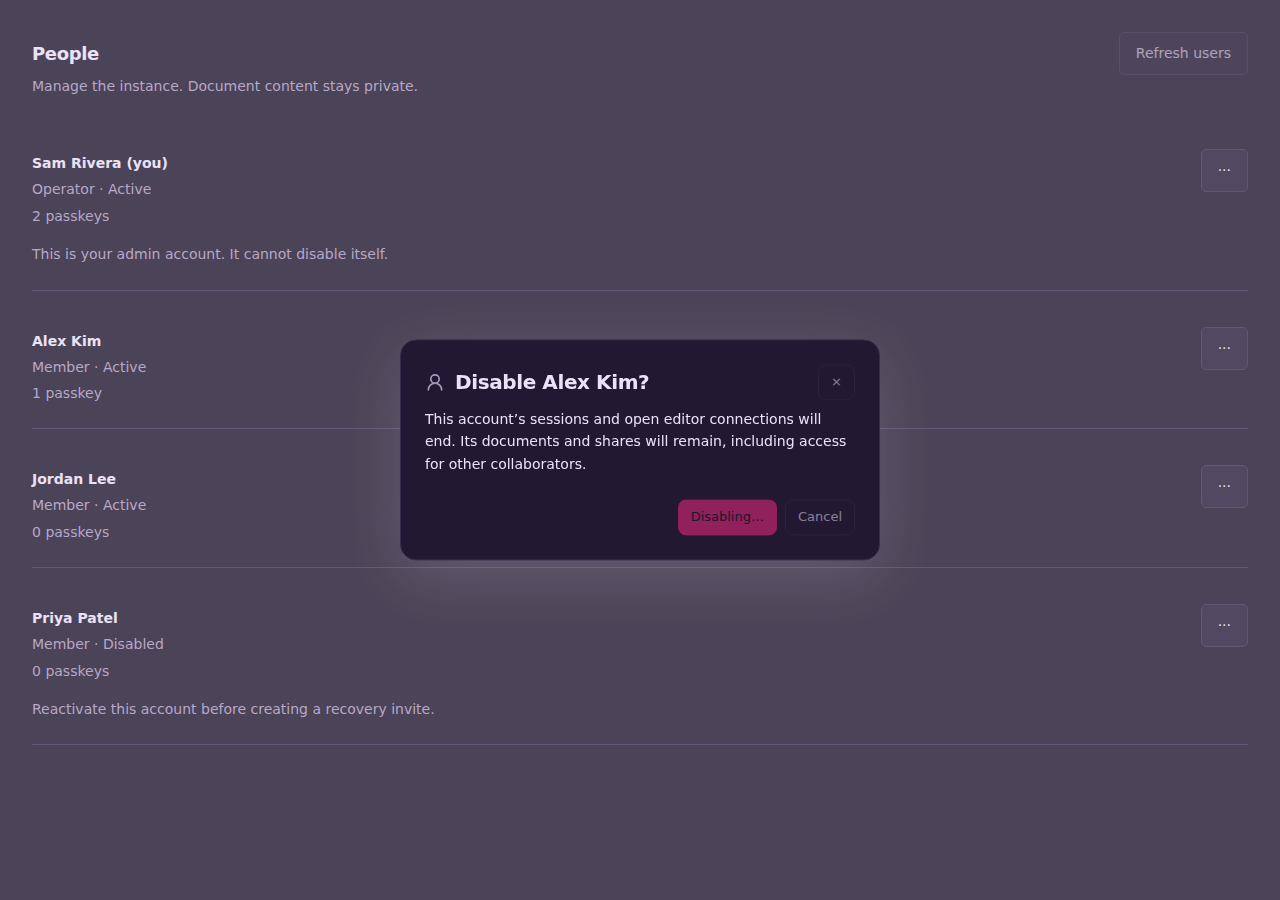 People
Refresh users
Manage the instance. Document content stays private.
Sam Rivera (you)
...
Operator · Active
2 passkeys
This is your admin account. It cannot disable itself.
Alex Kim
...
Member · Active
1 passkey
Disable Alex Kim?
×
This account’s sessions and open editor connections will
end. Its documents and shares will remain, including access
for other collaborators.
Disabling…
Cancel
Jordan Lee
...
Member · Active
0 passkeys
Priya Patel
...
Member · Disabled
0 passkeys
Reactivate this account before creating a recovery invite.